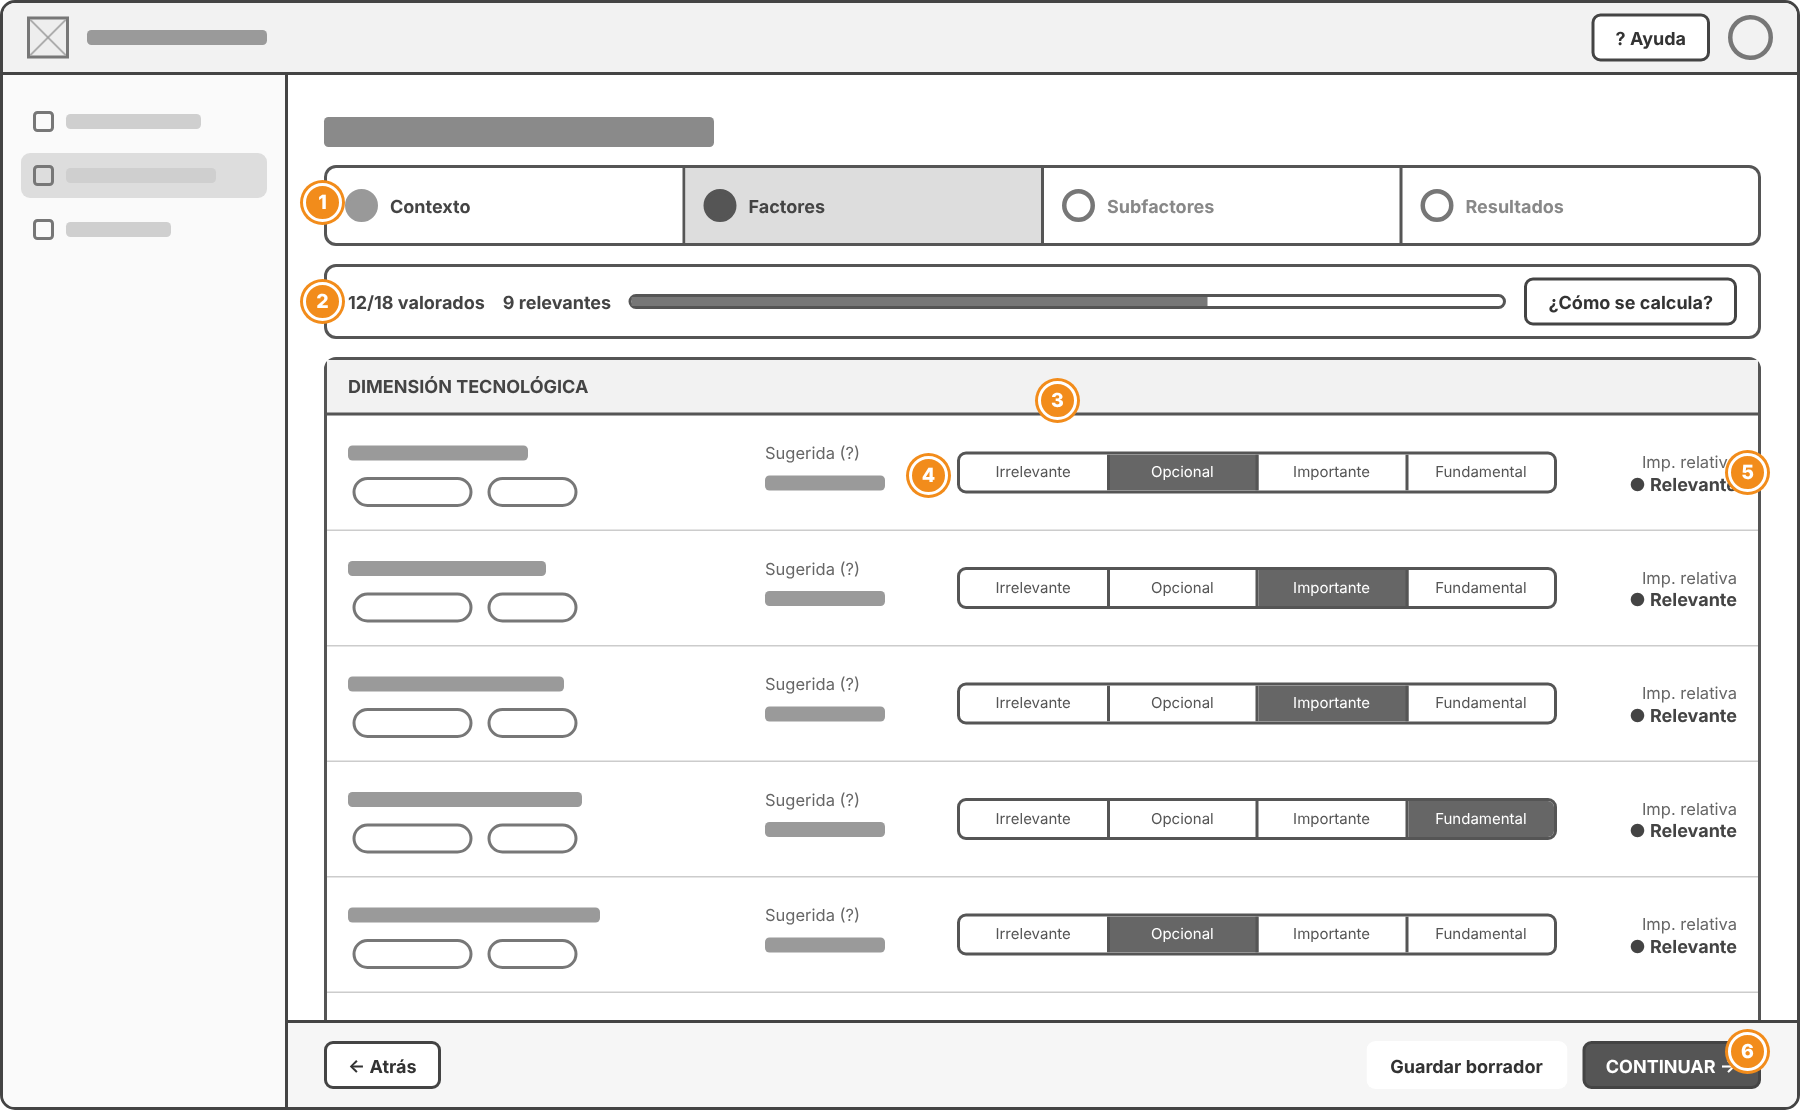 ? Ayuda
1 Contexto Factores Subfactores Resultados
2 12/18 valorados 9 relevantes ¿Cómo se calcula?
DIMENSIÓN TECNOLÓGICA
3
Sugerida (?) 4 Irrelevante Opcional Importante Fundamental Imp. relativ 5
Relevante
Sugerida (?) Irrelevante Opcional Importante Fundamental Imp. relativa
Relevante
Sugerida (?) Irrelevante Opcional Importante Fundamental Imp. relativa
Relevante
Sugerida (?) Irrelevante Opcional Importante Fundamental Imp. relativa
Relevante
Sugerida (?) Irrelevante Opcional Importante Fundamental Imp. relativa
Relevante
← Atrás Guardar borrador CONTINUAR → 6